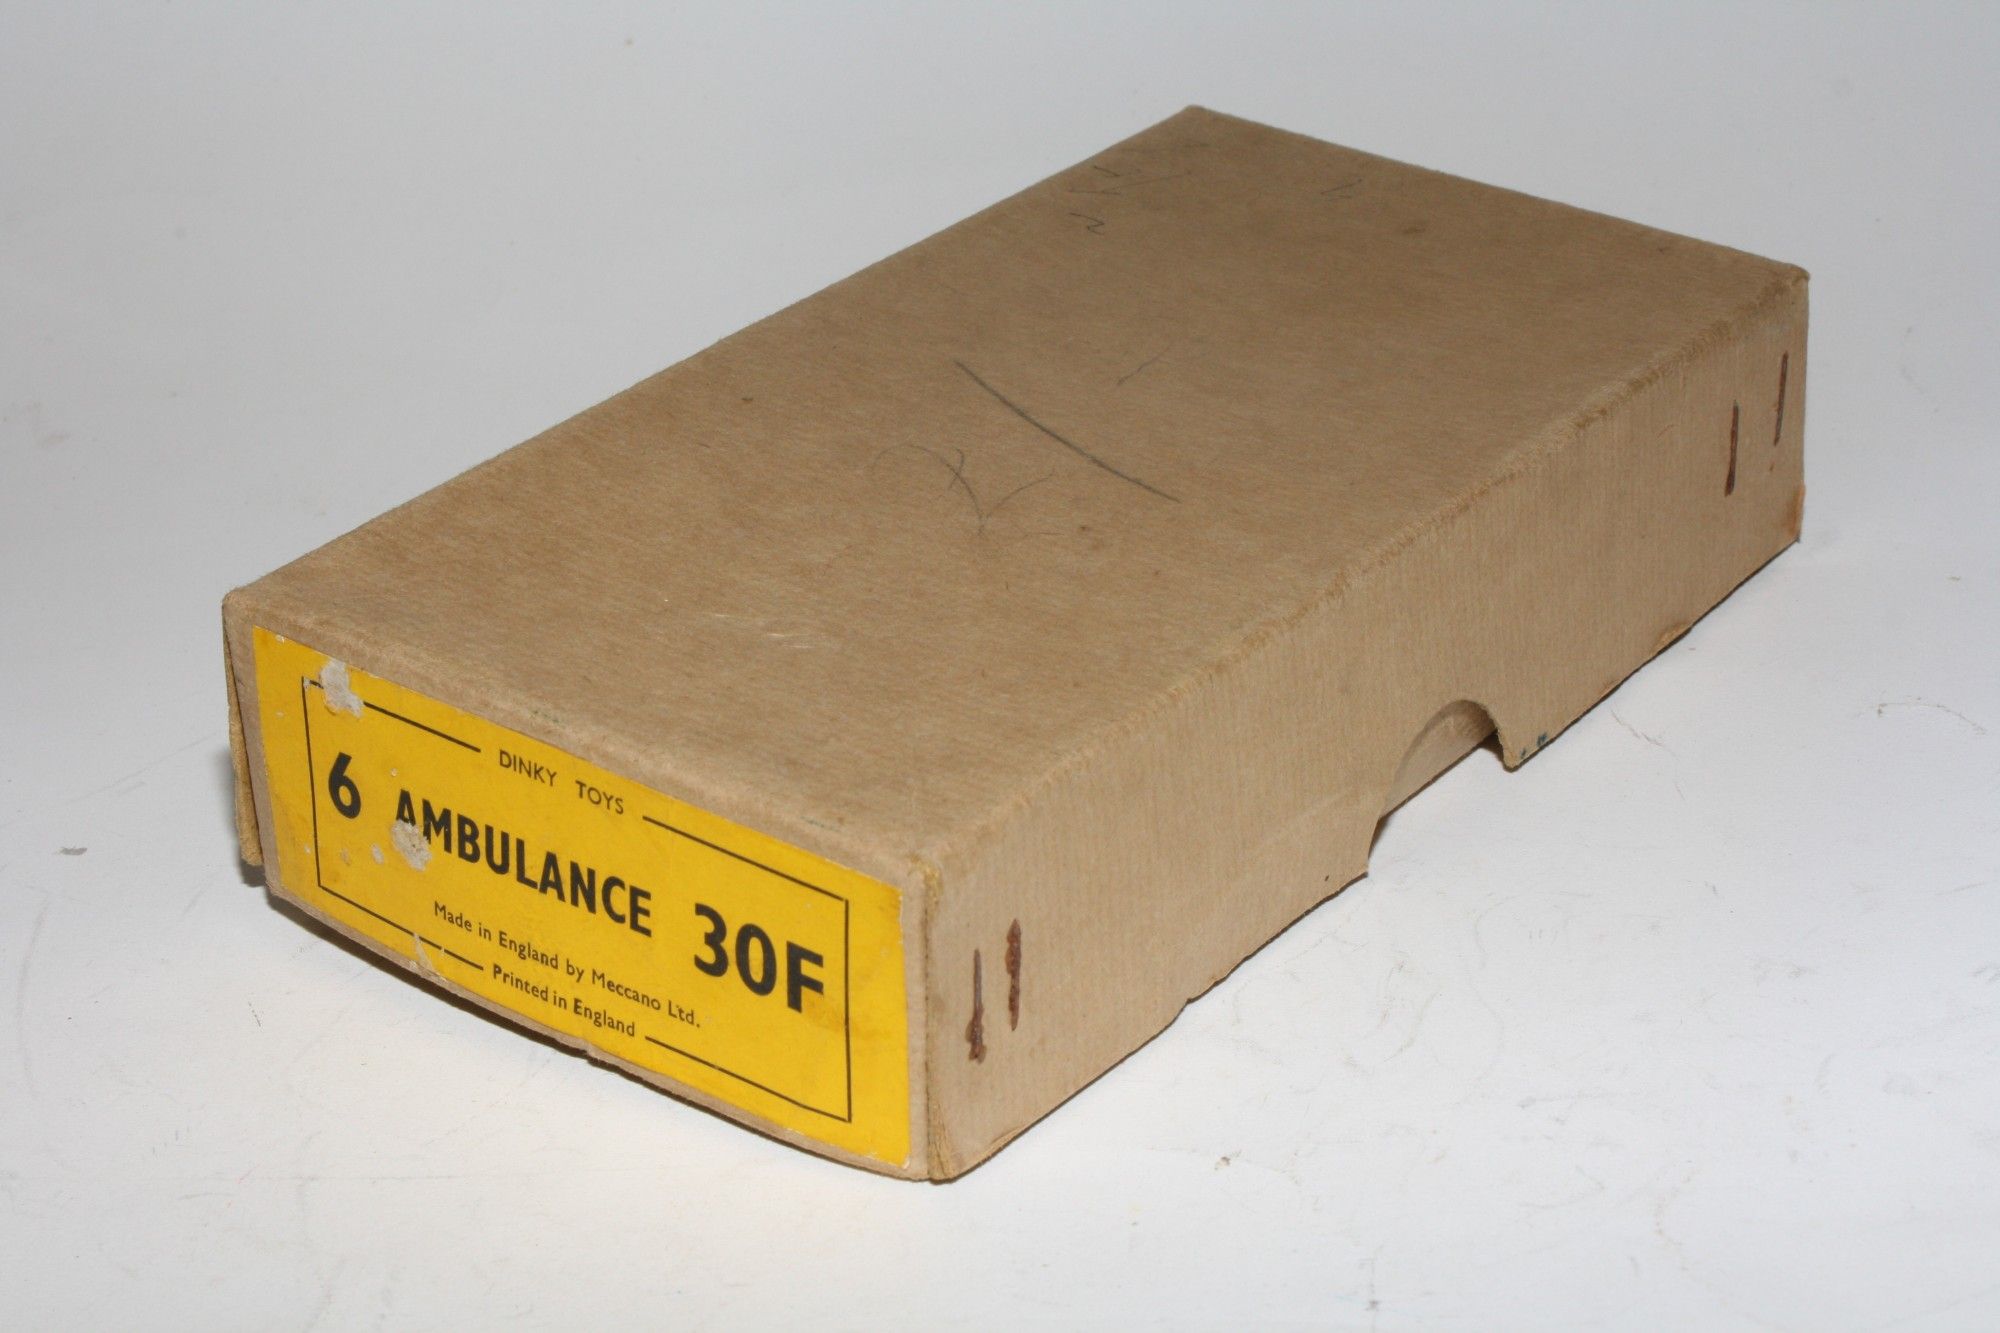 DINKY TOYS
6 AMBULANCE 30F
Made in England by Meccano Ltd.
Printed in England